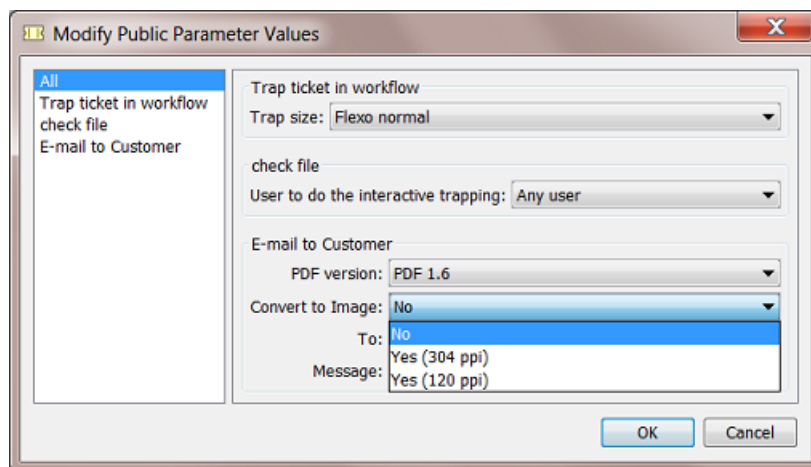 Modify Public Parameter Values
All
Trap ticket in workflow
check file
E-mail to Customer
Trap ticket in workflow
Trap size: Flexo normal
check file
User to do the interactive trapping: Any user
E-mail to Customer
PDF version: PDF 1.6
Convert to Image: No
To:
No
Yes (304 ppi)
Message:
Yes (120 ppi)
OK
Cancel